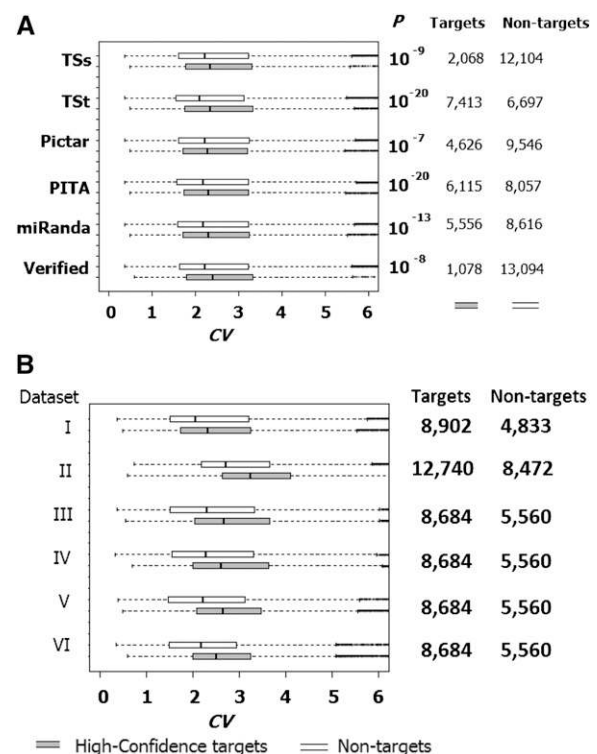 A
P Targets Non-targets
TSs 10-9 2,068 12,104
TSt 10-20 7,413 6,697
Pictar 10-7 4,626 9,546
PITA 10-20 6,115 8,057
miRanda 10-13 5,556 8,616
Verified 10-8 1,078 13,094
0 1 2 3 4 5 6
CV
B
Dataset Targets Non-targets
I 8,902 4,833
II 12,740 8,472
III 8,684 5,560
IV 8,684 5,560
V 8,684 5,560
VI 8,684 5,560
0 1 2 3 4 5 6
CV
High-Confidence targets Non-targets